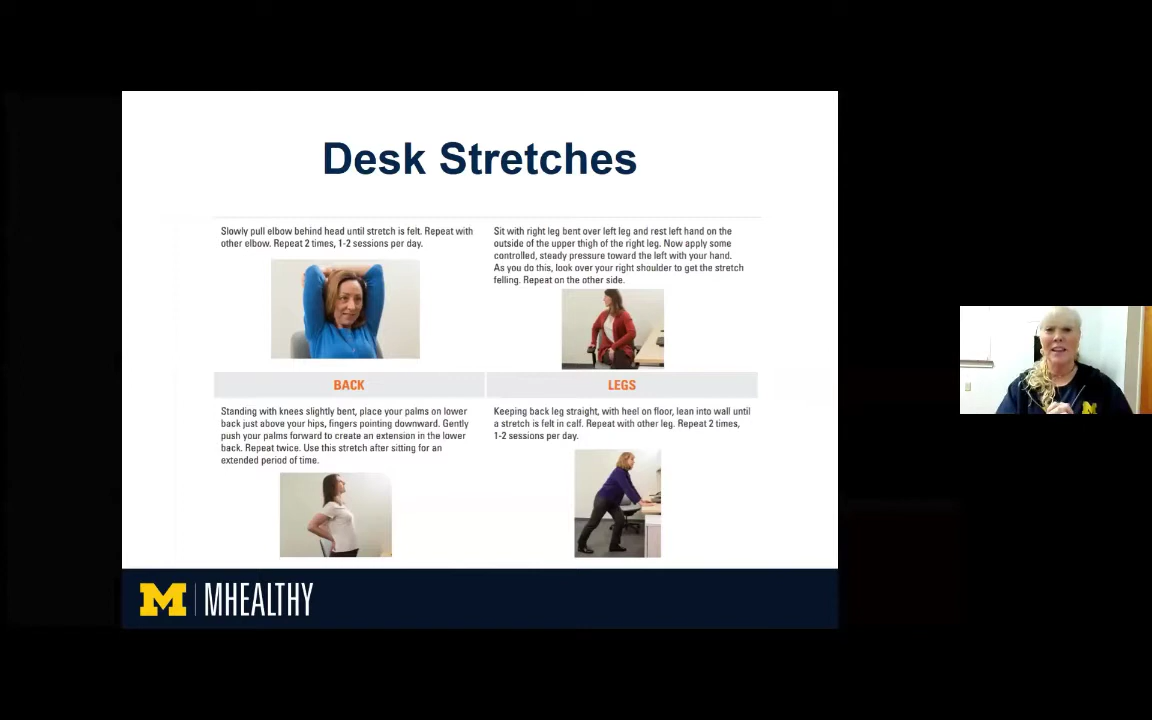 Desk Stretches
Slowly pull elbow behind head until stretch is felt. Repeat with
other elbow. Repeat 2 times, 1-2 sessions per day.
Sit with right leg bent over left leg and rest left hand on the
outside of the upper thigh of the right leg. Now apply some
controlled, steady pressure toward the left with your hand.
As you do this, look over your right shoulder to get the stretch
felling. Repeat on the other side.
BACK
Standing with knees slightly bent, place your palms on lower
back just above your hips, fingers pointing downward. Gently
push your palms forward to create an extension in the lower
back. Repeat twice. Use this stretch after sitting for an
extended period of time.
LEGS
Keeping back leg straight, with heel on floor, lean into wall until
a stretch is felt in calf. Repeat with other leg. Repeat 2 times,
1-2 sessions per day.
M MHEALTHY
M